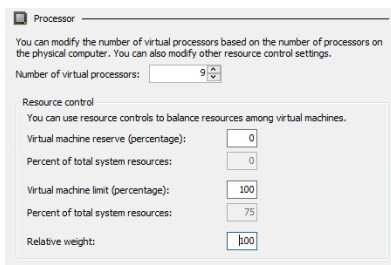 Processor
You can modify the number of virtual processors based on the number of processors on
the physical computer. You can also modify other resource control settings.
Number of virtual processors: 9
Resource control
You can use resource controls to balance resources among virtual machines.
Virtual machine reserve (percentage): 0
Percent of total system resources: 0
Virtual machine limit (percentage): 100
Percent of total system resources: 75
Relative weight: 100